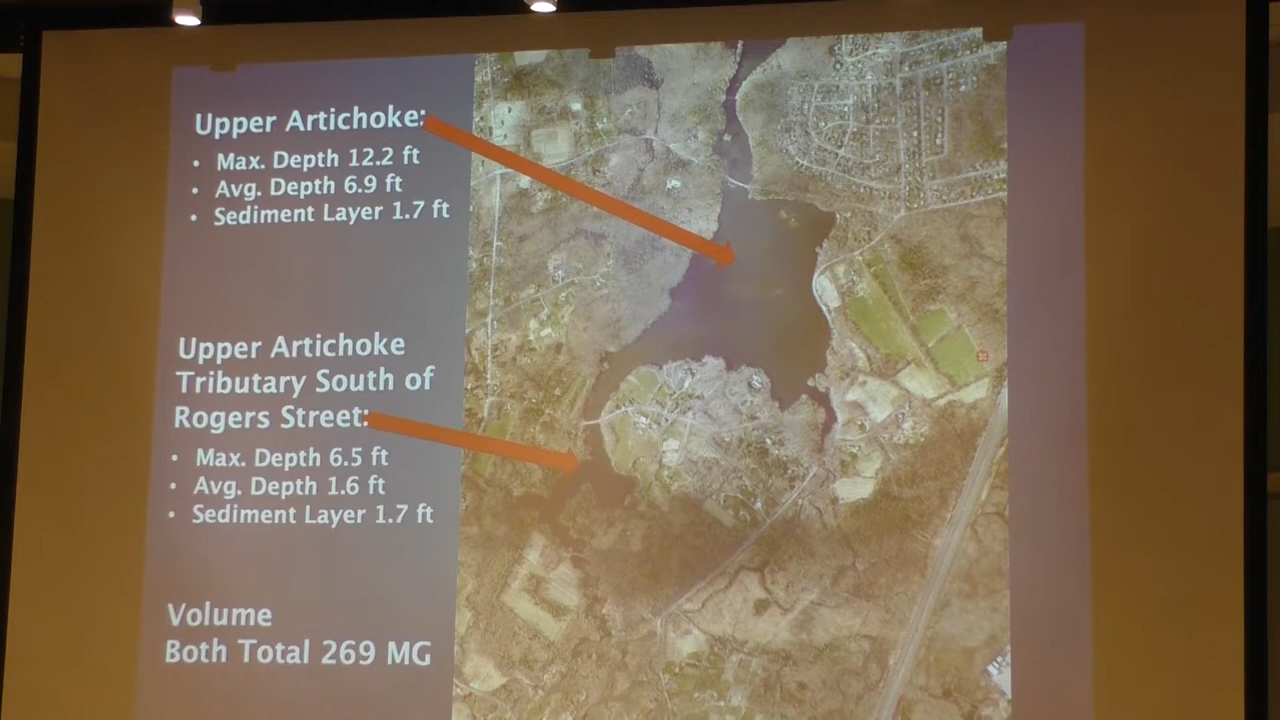 Upper Artichoke:
• Max. Depth 12.2 ft
• Avg. Depth 6.9 ft
• Sediment Layer 1.7 ft
Upper Artichoke
Tributary South of
Rogers Street:
• Max. Depth 6.5 ft
• Avg. Depth 1.6 ft
• Sediment Layer 1.7 ft
Volume
Both Total 269 MG